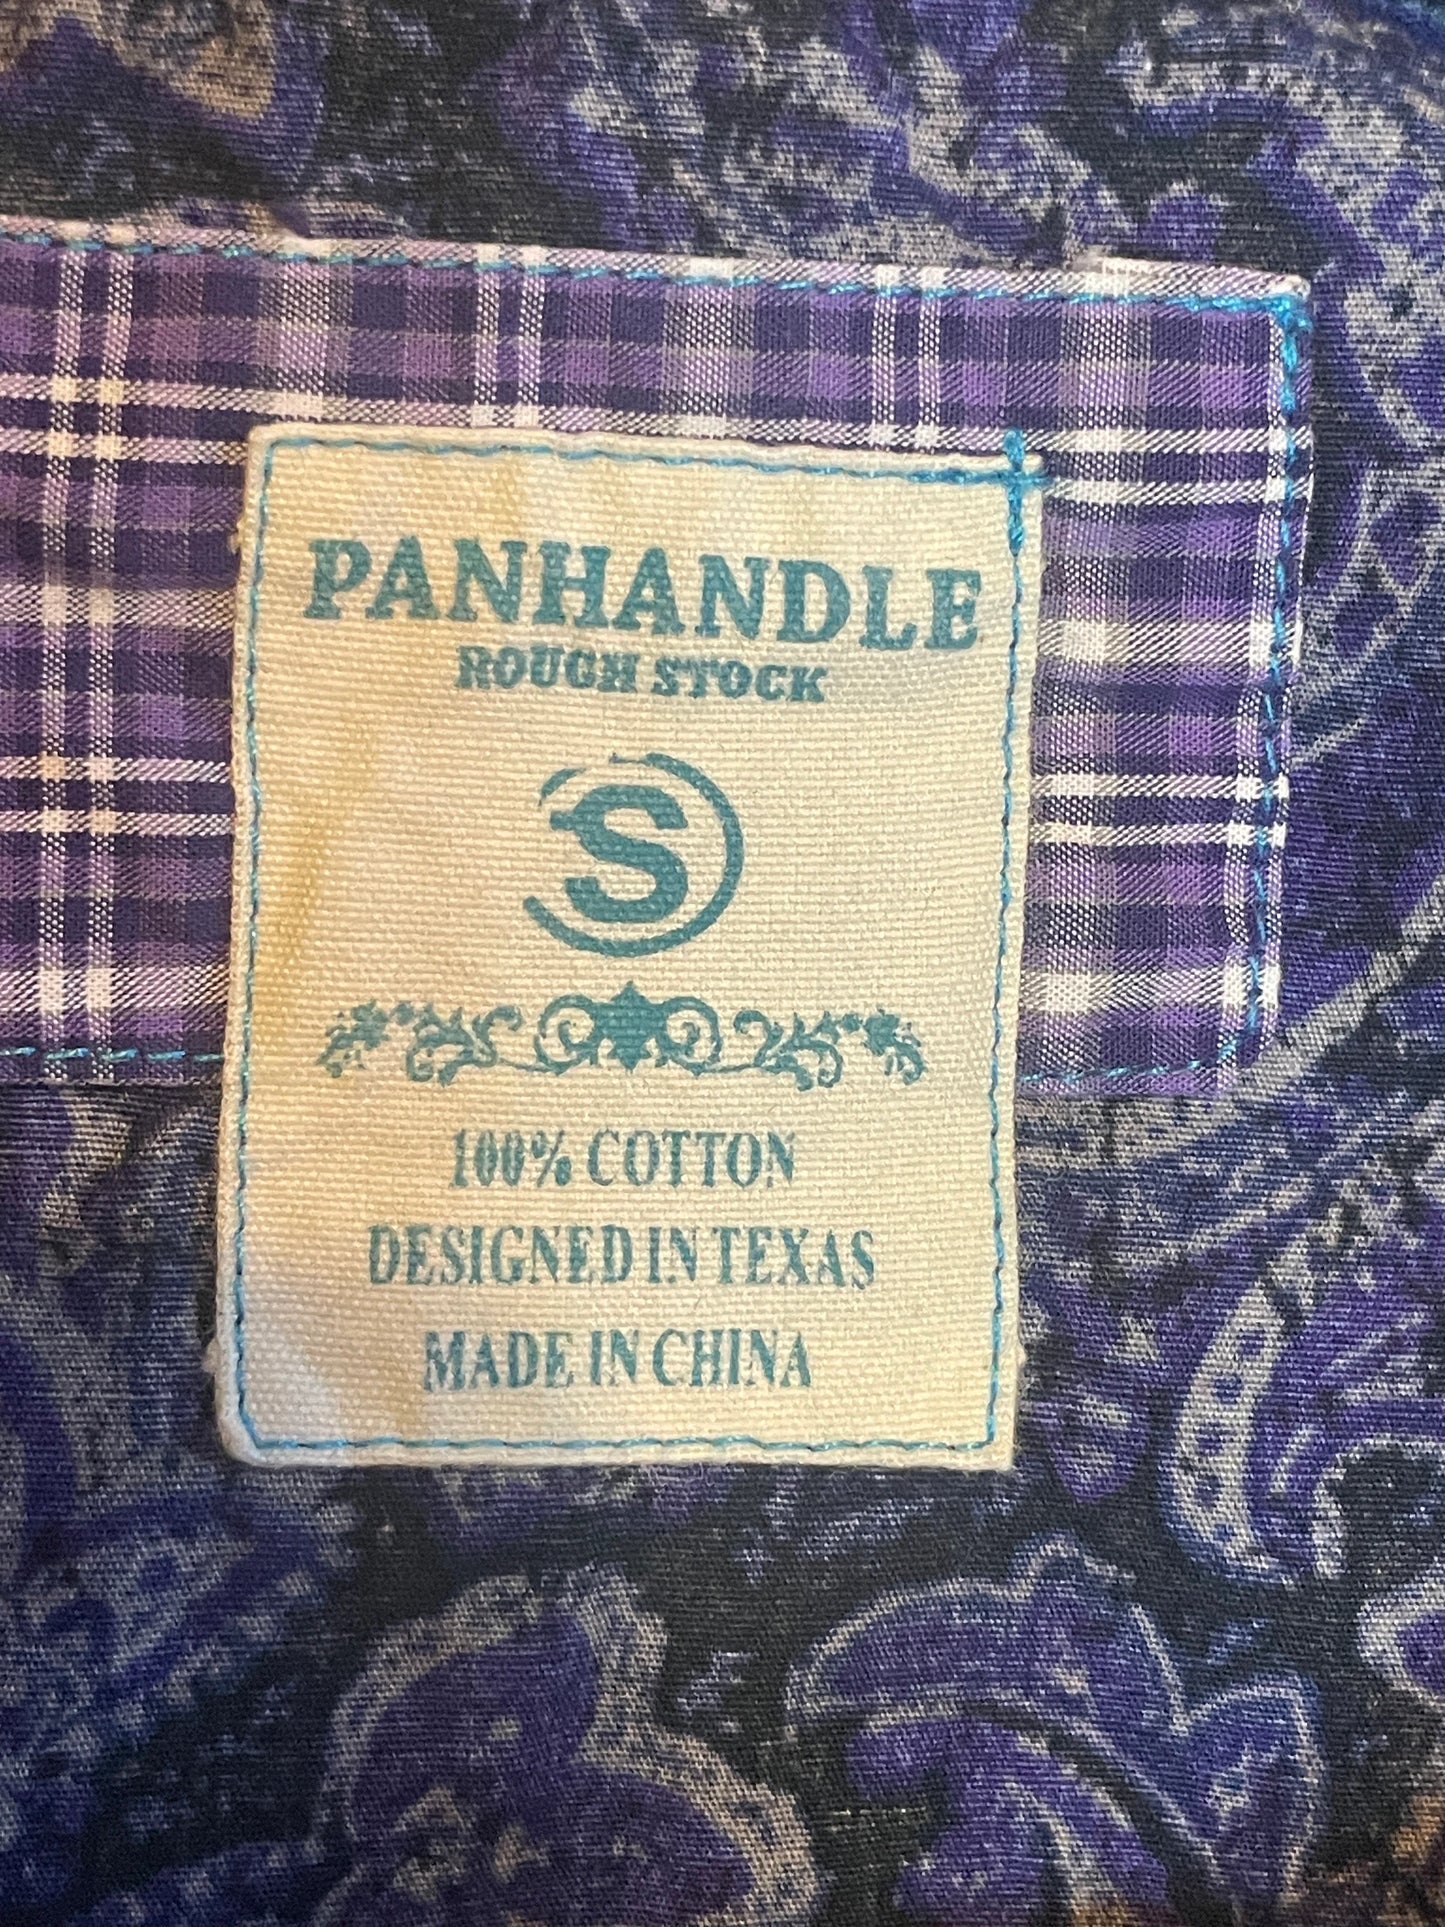 PANHANDLE
ROUGH STOCK
S
100% COTTON
DESIGNED IN TEXAS
MADE IN CHINA